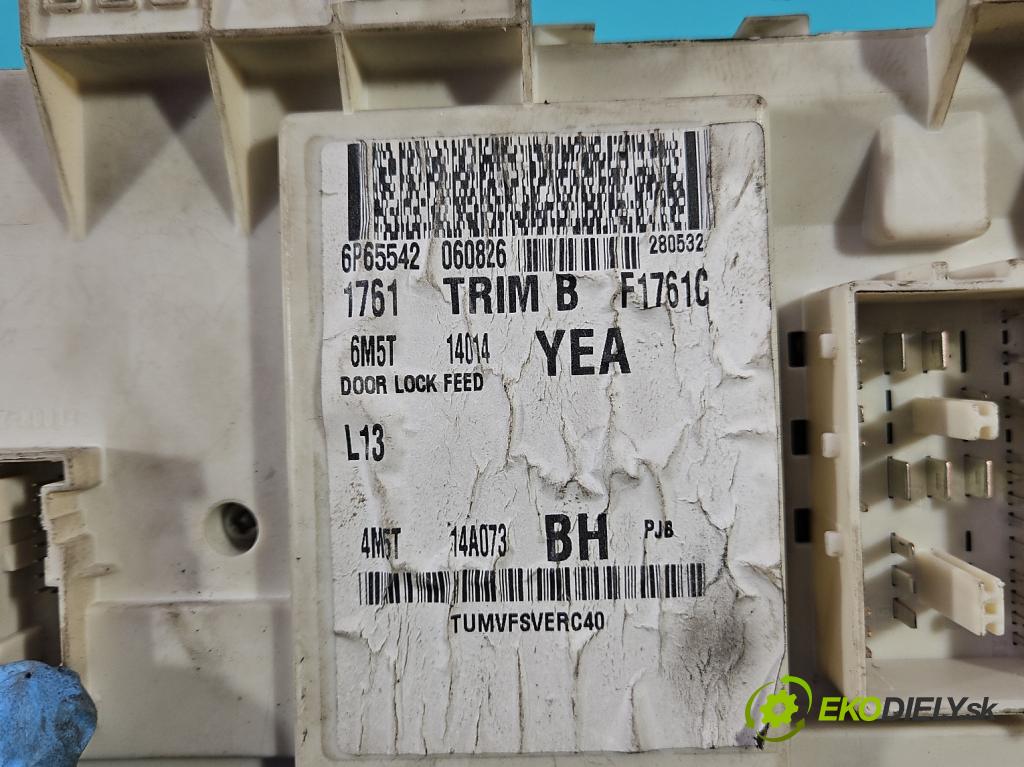 6P65542 060826 280532
1761 TRIM B F1761C
6M5T 14014 YEA
DOOR LOCK FEED
L13
4M5T 14A073 BH PJB
TUMVFSVERC40
EKODIELY.sk